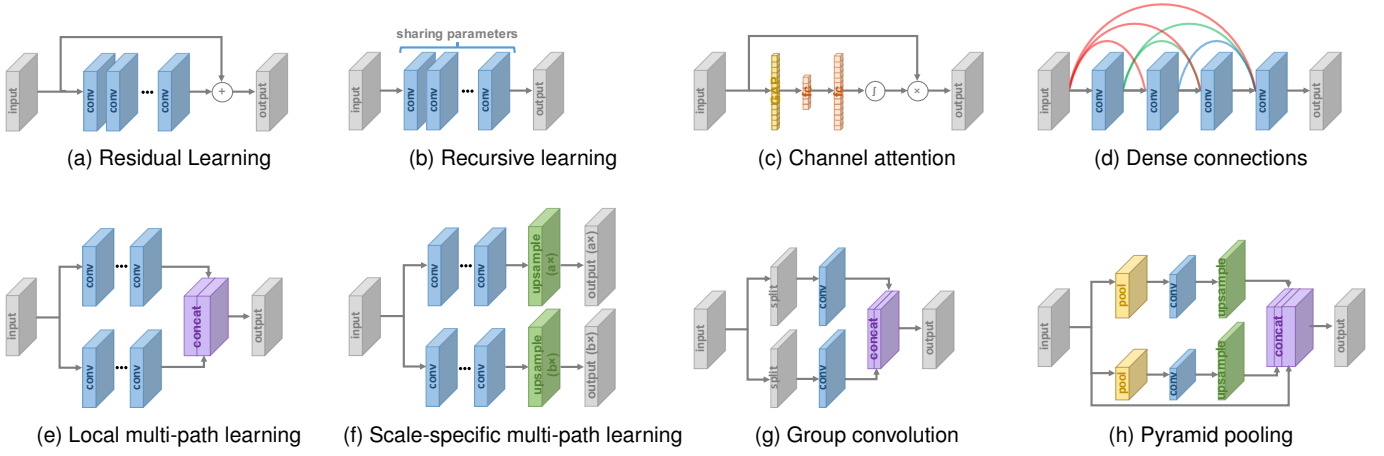 sharing parameters
input
conv
conv
conv
+
output
(a) Residual Learning
input
conv
conv
conv
output
(b) Recursive learning
input
GAP
fc
fc
∫
×
output
(c) Channel attention
input
conv
conv
conv
conv
output
(d) Dense connections
input
conv
conv
conv
conv
concat
output
(e) Local multi-path learning
input
conv
conv
upsample
(a×)
output (a×)
conv
conv
upsample
(b×)
output (b×)
(f) Scale-specific multi-path learning
input
split
conv
split
conv
concat
output
(g) Group convolution
input
pool
conv
upsample
pool
conv
upsample
concat
output
(h) Pyramid pooling